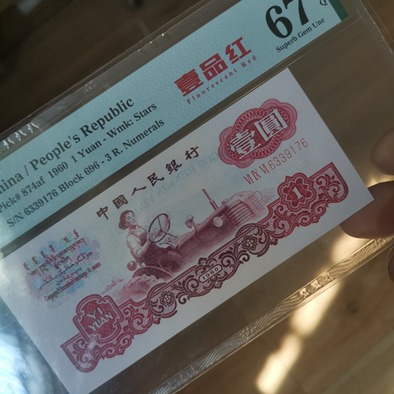 67
Q
Superb Gem Unc
壹品红
Fluorescent Red
China / People's Republic
Pick# 874a1 1960 1 Yuan - Wmk: Stars
S/N 6339176 Block 696 - 3 R. Numerals
壹圓
中國人民銀行
VI IX VI 6339176
1
1960
YI
YUAN